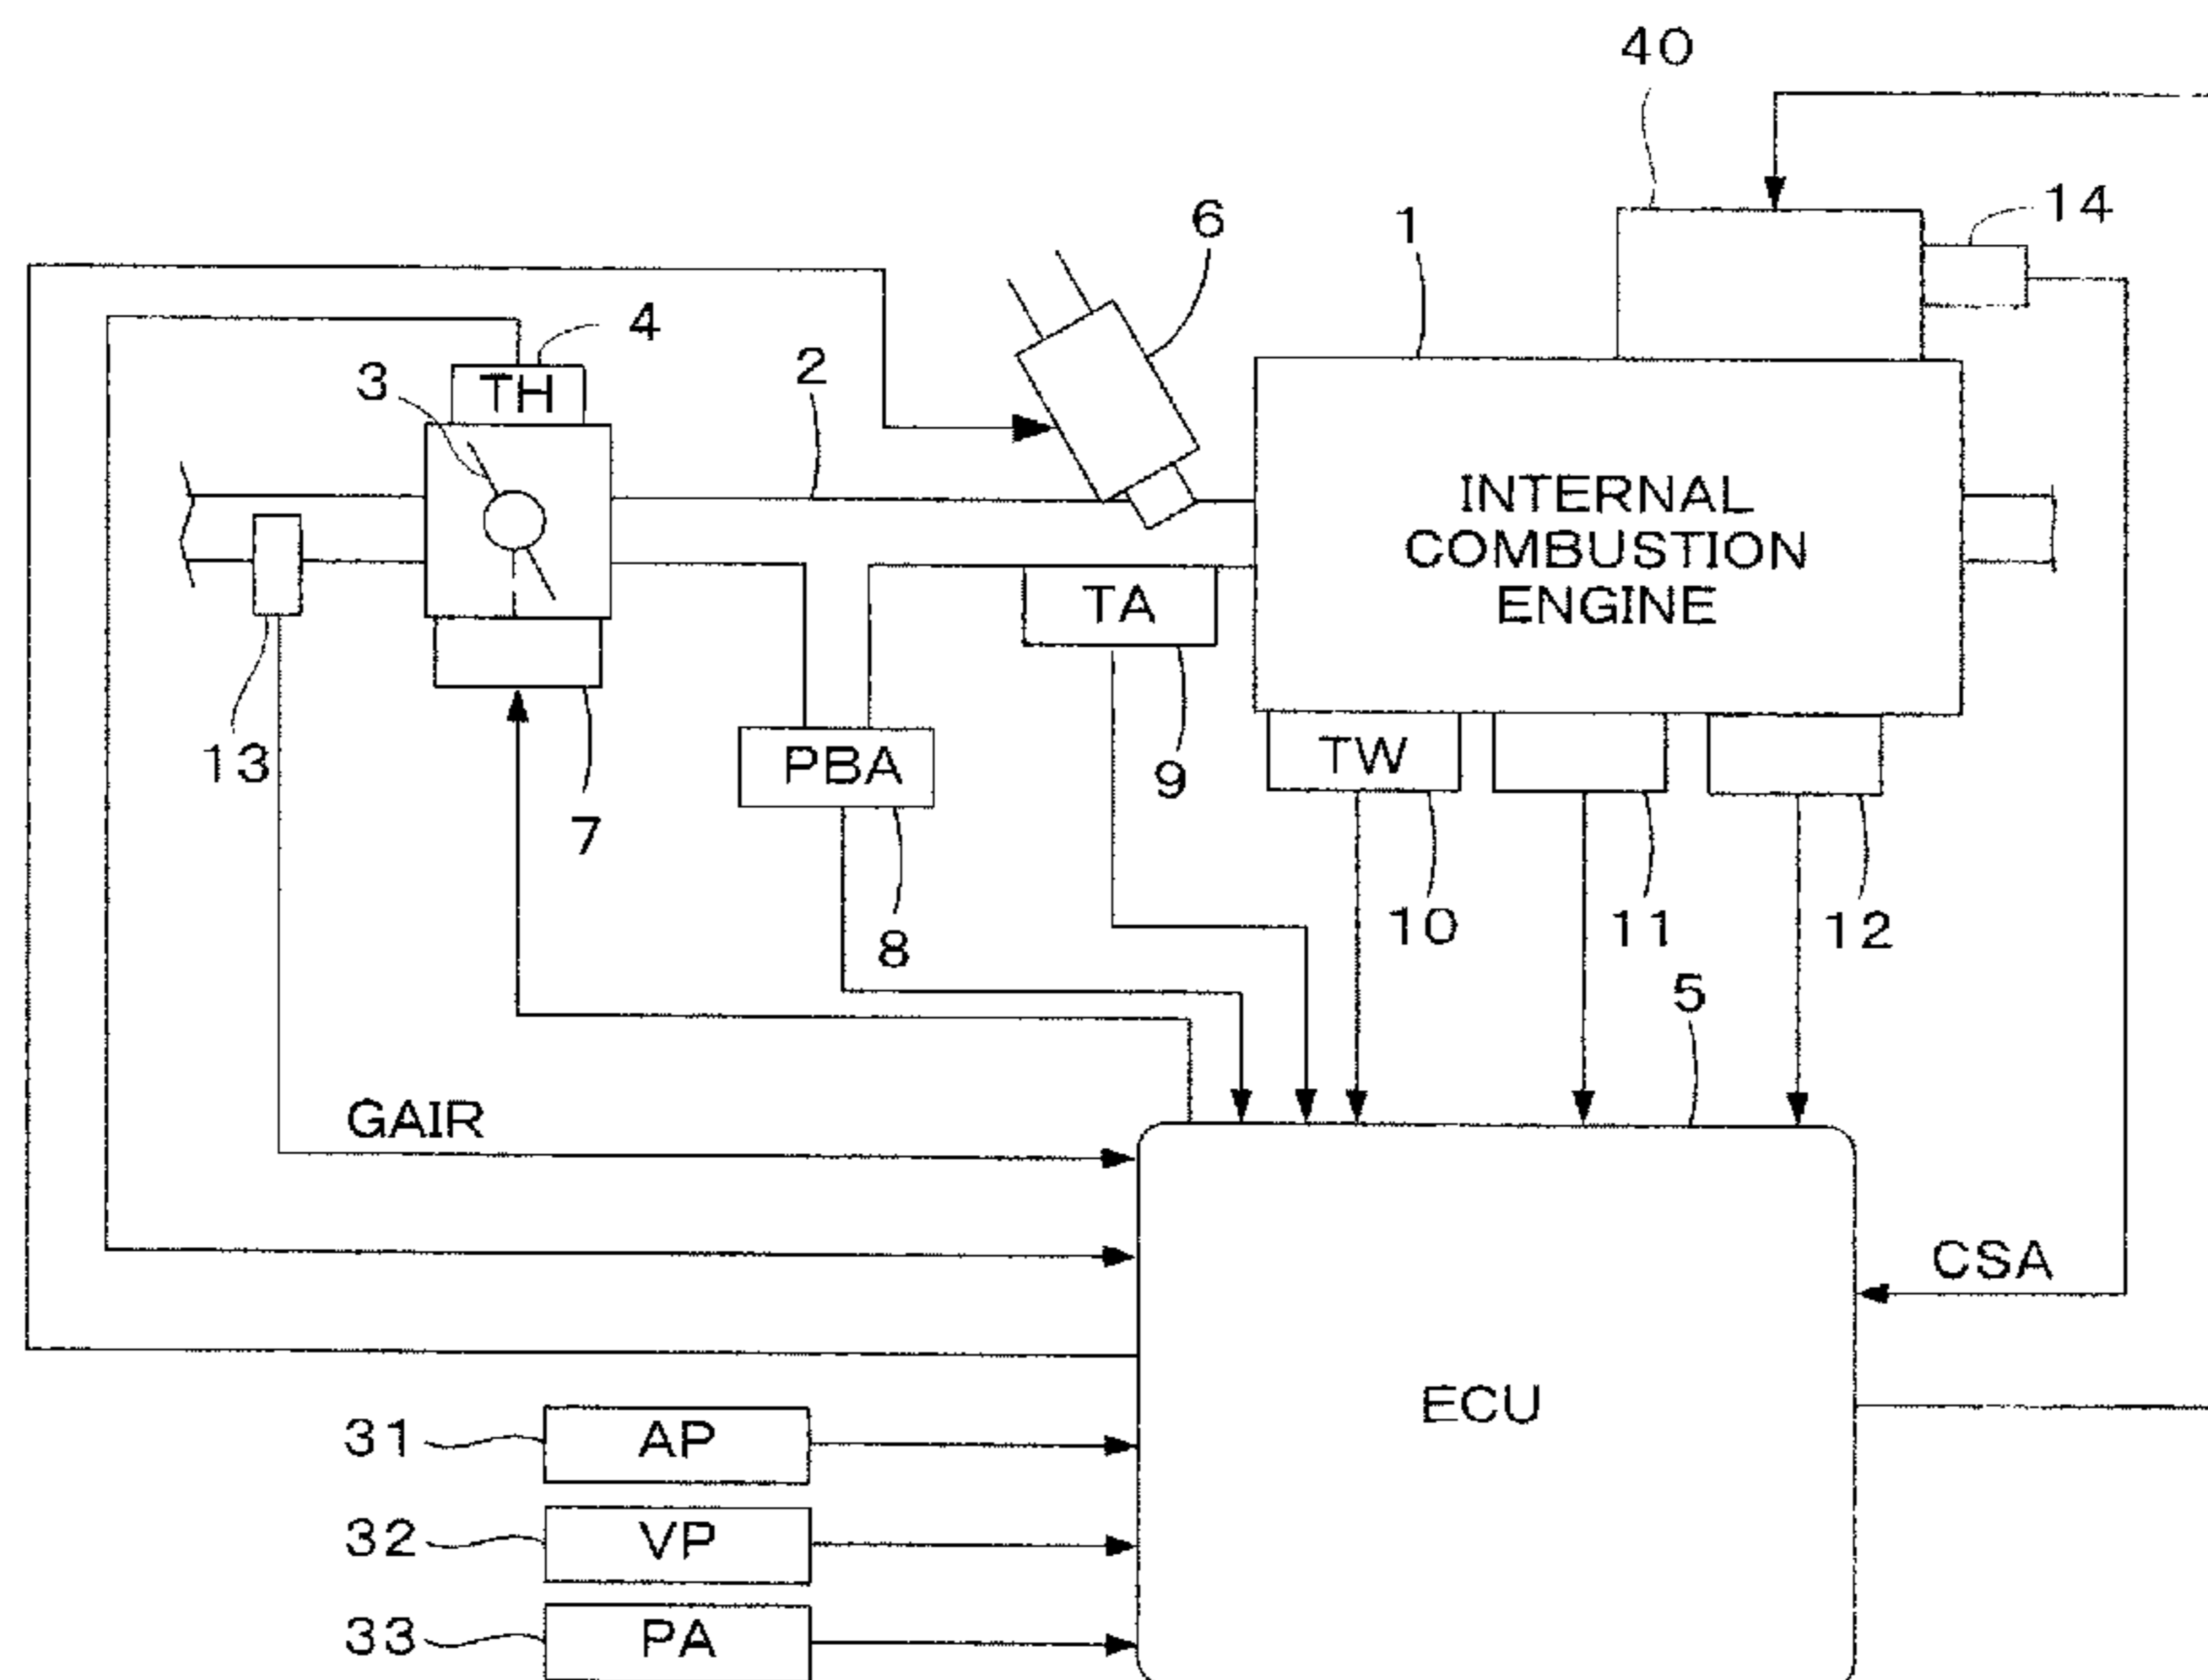 40
14
6
1
4
2
3
TH
INTERNAL
COMBUSTION
ENGINE
TA
13
PBA
TW
9
7
8
10
11
12
5
GAIR
CSA
ECU
31
AP
32
VP
33
PA